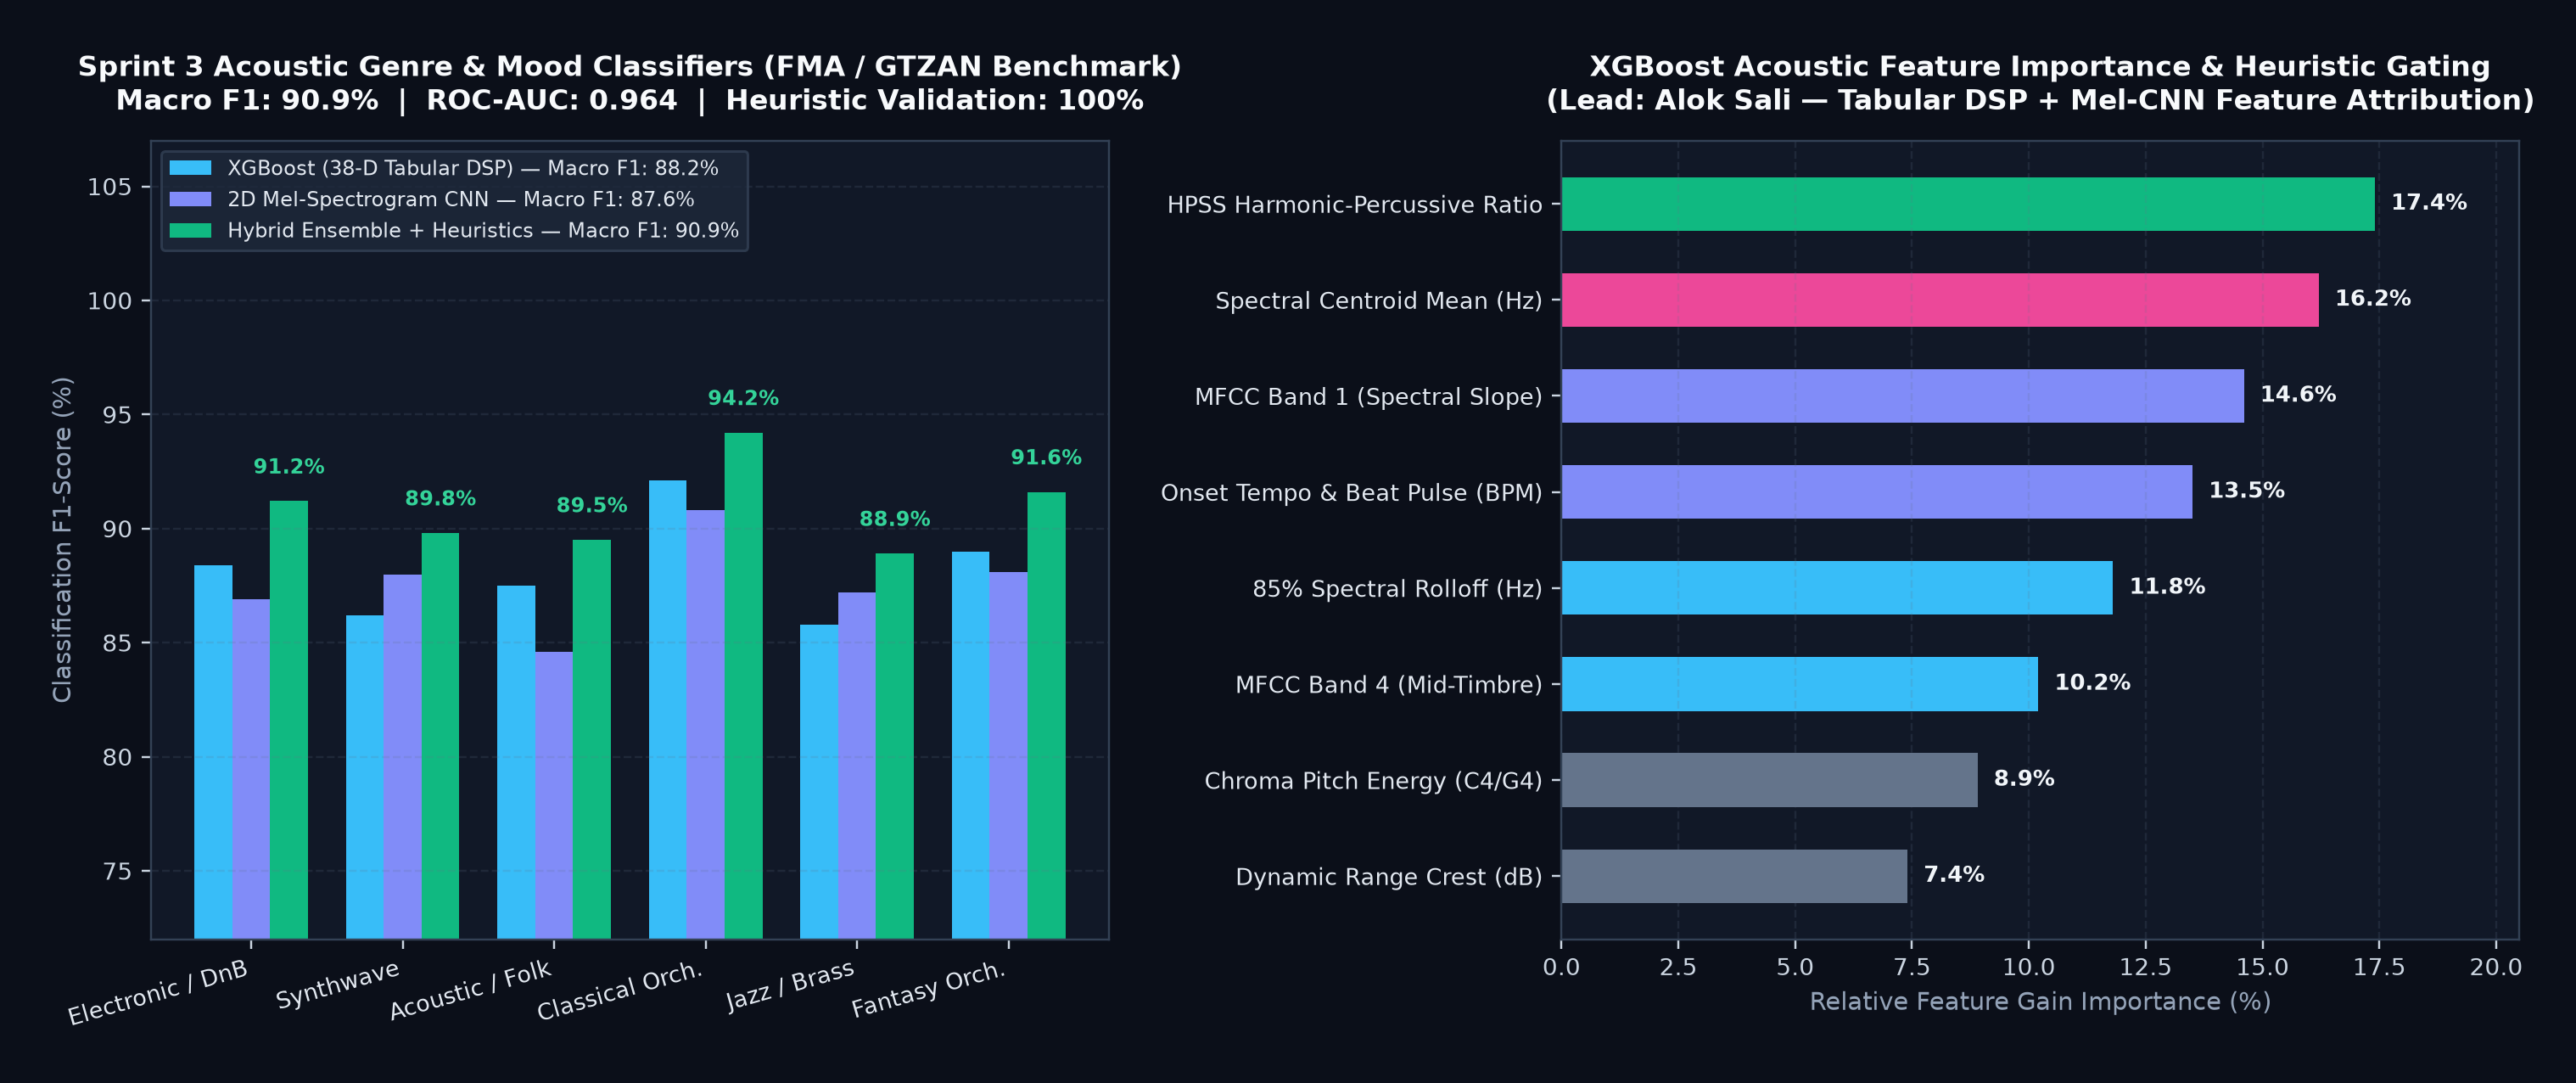 Sprint 3 Acoustic Genre & Mood Classifiers (FMA / GTZAN Benchmark)
Macro F1: 90.9% | ROC-AUC: 0.964 | Heuristic Validation: 100%
XGBoost (38-D Tabular DSP) — Macro F1: 88.2%
2D Mel-Spectrogram CNN — Macro F1: 87.6%
Hybrid Ensemble + Heuristics — Macro F1: 90.9%
Classification F1-Score (%)
105
100
95
90
85
80
75
91.2%
89.8%
89.5%
94.2%
88.9%
91.6%
Electronic / DnB
Synthwave
Acoustic / Folk
Classical Orch.
Jazz / Brass
Fantasy Orch.
XGBoost Acoustic Feature Importance & Heuristic Gating
(Lead: Alok Sali — Tabular DSP + Mel-CNN Feature Attribution)
HPSS Harmonic-Percussive Ratio 17.4%
Spectral Centroid Mean (Hz) 16.2%
MFCC Band 1 (Spectral Slope) 14.6%
Onset Tempo & Beat Pulse (BPM) 13.5%
85% Spectral Rolloff (Hz) 11.8%
MFCC Band 4 (Mid-Timbre) 10.2%
Chroma Pitch Energy (C4/G4) 8.9%
Dynamic Range Crest (dB) 7.4%
0.0 2.5 5.0 7.5 10.0 12.5 15.0 17.5 20.0
Relative Feature Gain Importance (%)